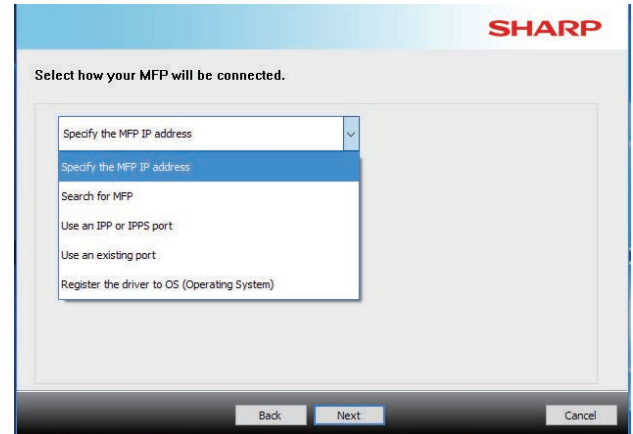 SHARP
Select how your MFP will be connected.
Specify the MFP IP address
Specify the MFP IP address
Search for MFP
Use an IPP or IPPS port
Use an existing port
Register the driver to OS (Operating System)
Back Next Cancel